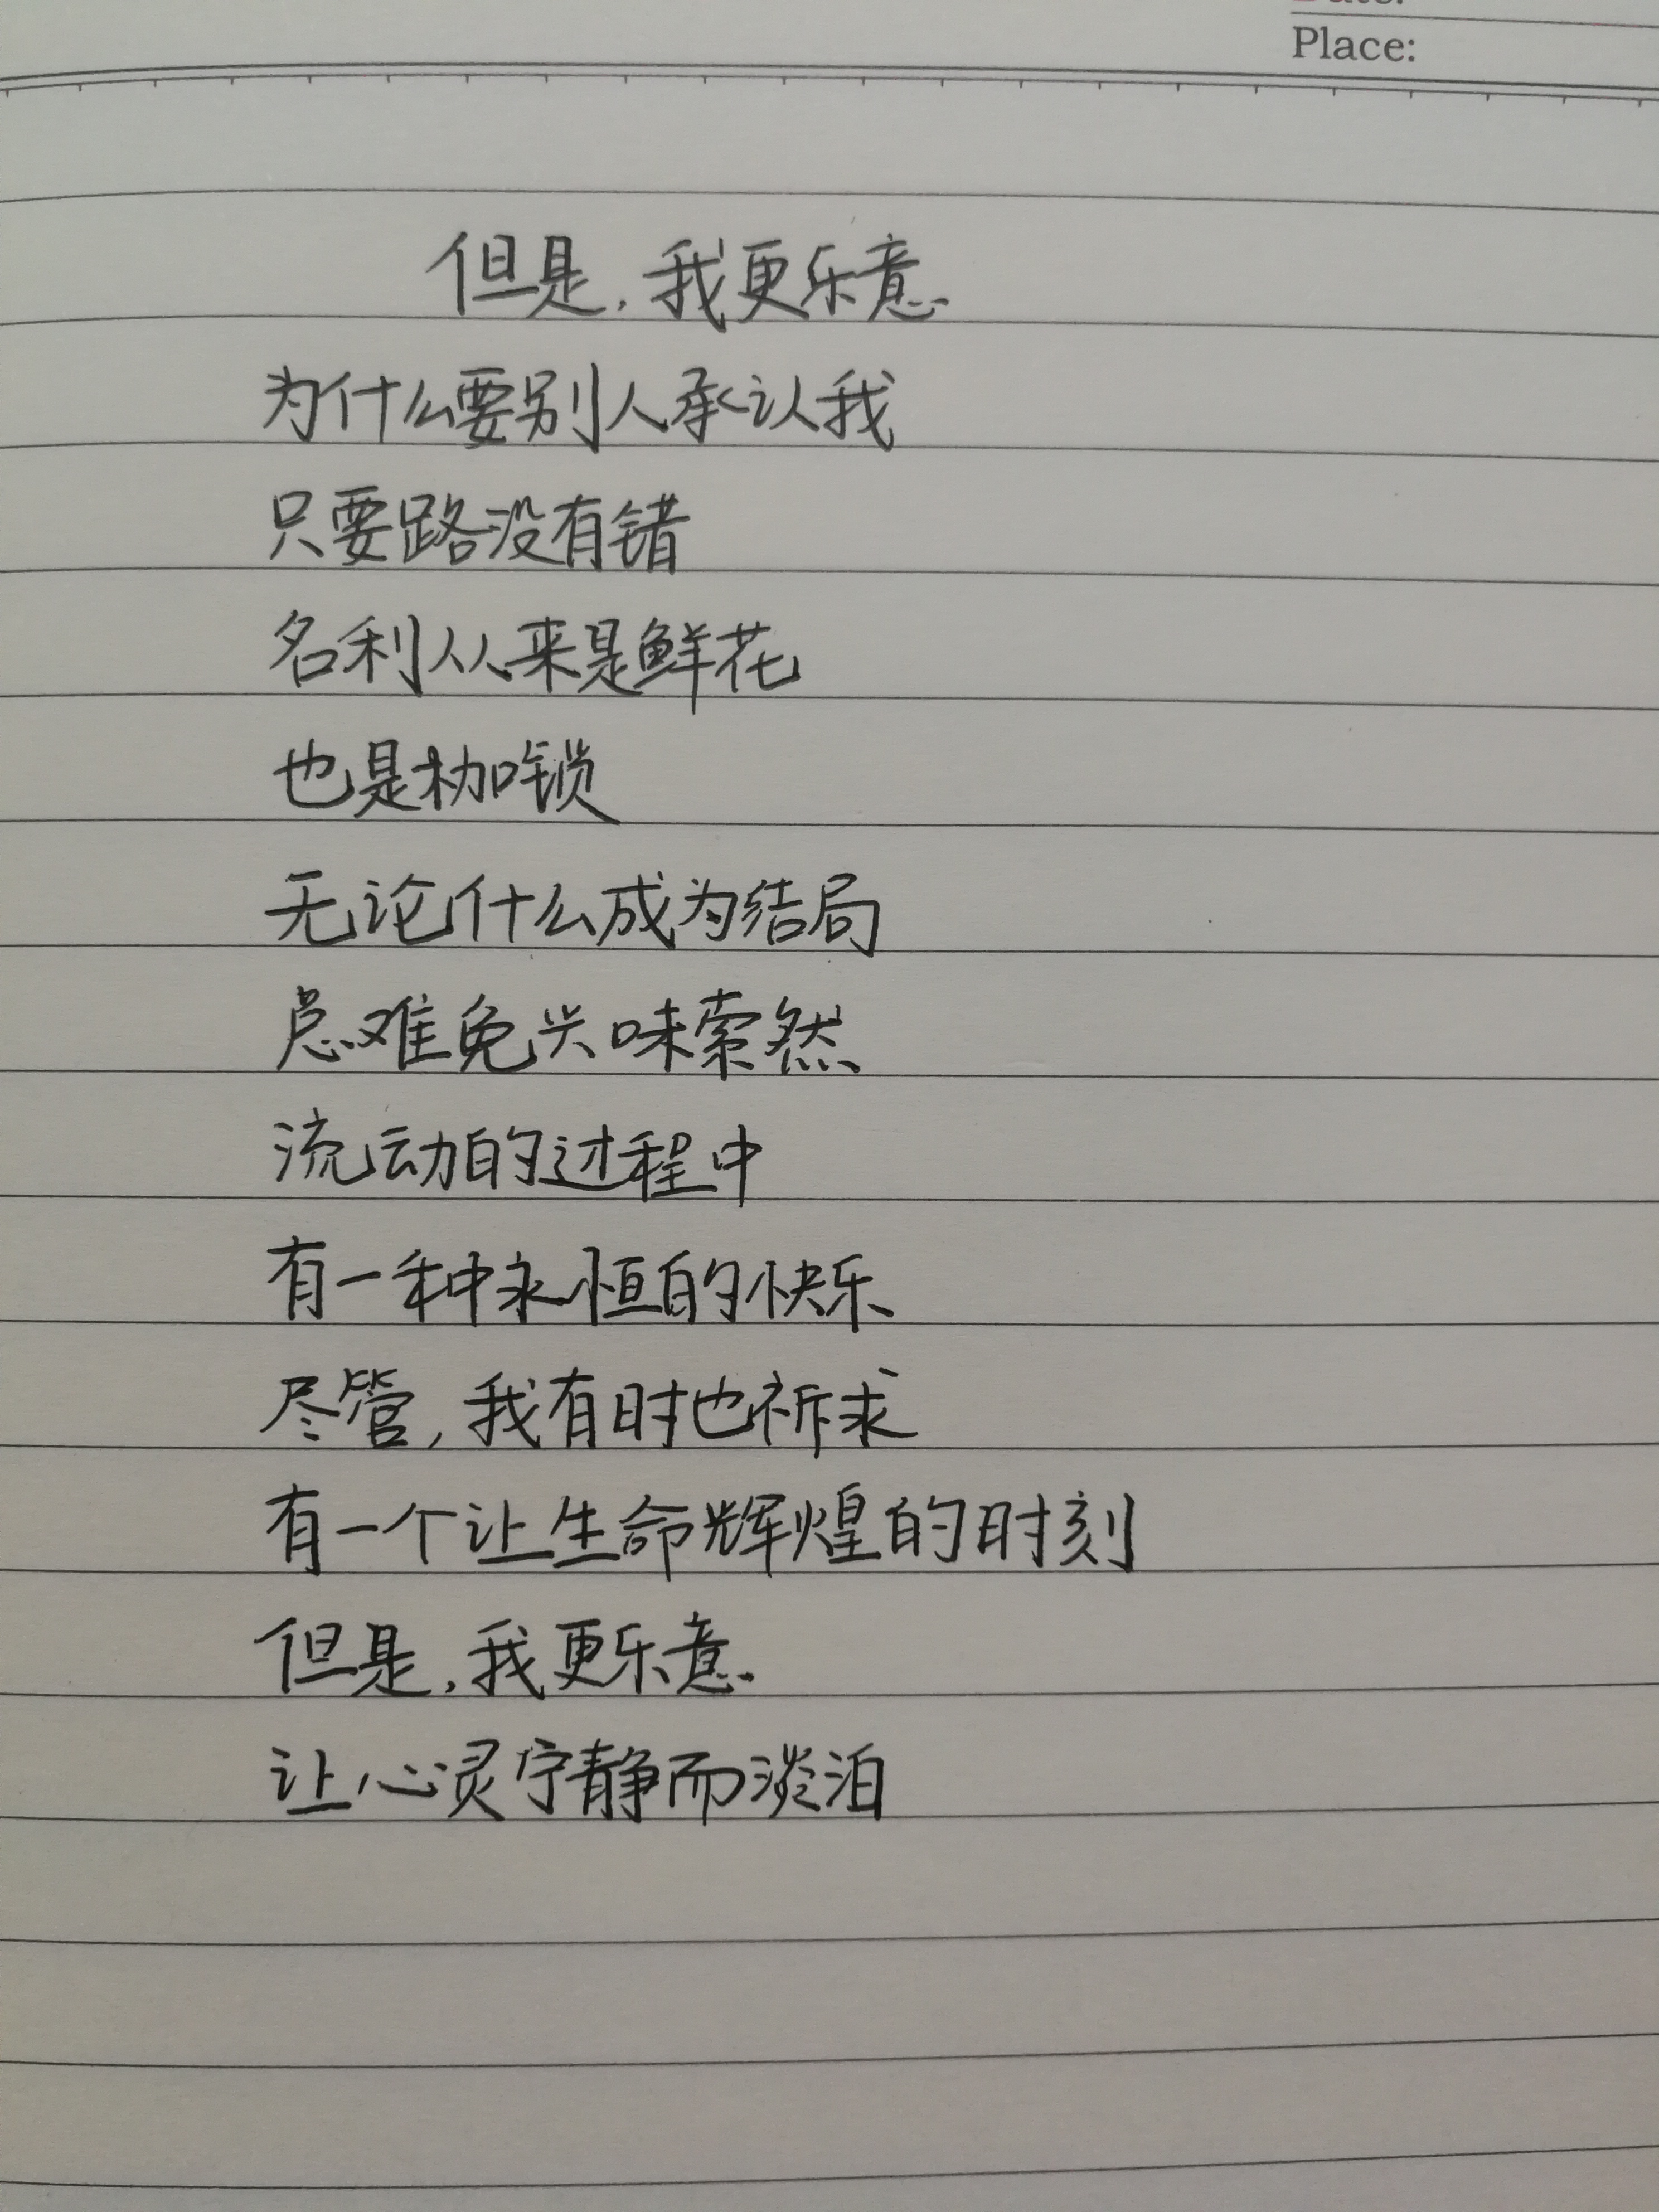 Place:
但是,我更乐意
为什么要别人承认我
只要路没有错
名利从来是鲜花
也是枷锁
无论什么成为结局
总难免兴味索然
流动的过程中
有一种永恒的快乐
尽管,我有时也祈求
有一个让生命辉煌的时刻
但是,我更乐意
让心灵宁静而淡泊